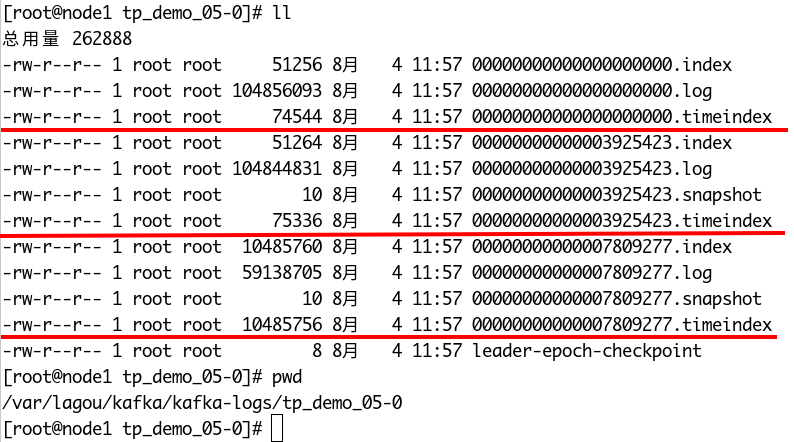 [root@node1 tp_demo_05-0]# ll
总用量 262888
-rw-r--r-- 1 root root     51256 8月   4 11:57 00000000000000000000.index
-rw-r--r-- 1 root root 104856093 8月   4 11:57 00000000000000000000.log
-rw-r--r-- 1 root root     74544 8月   4 11:57 00000000000000000000.timeindex
-rw-r--r-- 1 root root     51264 8月   4 11:57 00000000000003925423.index
-rw-r--r-- 1 root root 104844831 8月   4 11:57 00000000000003925423.log
-rw-r--r-- 1 root root        10 8月   4 11:57 00000000000003925423.snapshot
-rw-r--r-- 1 root root     75336 8月   4 11:57 00000000000003925423.timeindex
-rw-r--r-- 1 root root  10485760 8月   4 11:57 00000000000007809277.index
-rw-r--r-- 1 root root  59138705 8月   4 11:57 00000000000007809277.log
-rw-r--r-- 1 root root        10 8月   4 11:57 00000000000007809277.snapshot
-rw-r--r-- 1 root root  10485756 8月   4 11:57 00000000000007809277.timeindex
-rw-r--r-- 1 root root         8 8月   4 11:57 leader-epoch-checkpoint
[root@node1 tp_demo_05-0]# pwd
/var/lagou/kafka/kafka-logs/tp_demo_05-0
[root@node1 tp_demo_05-0]#